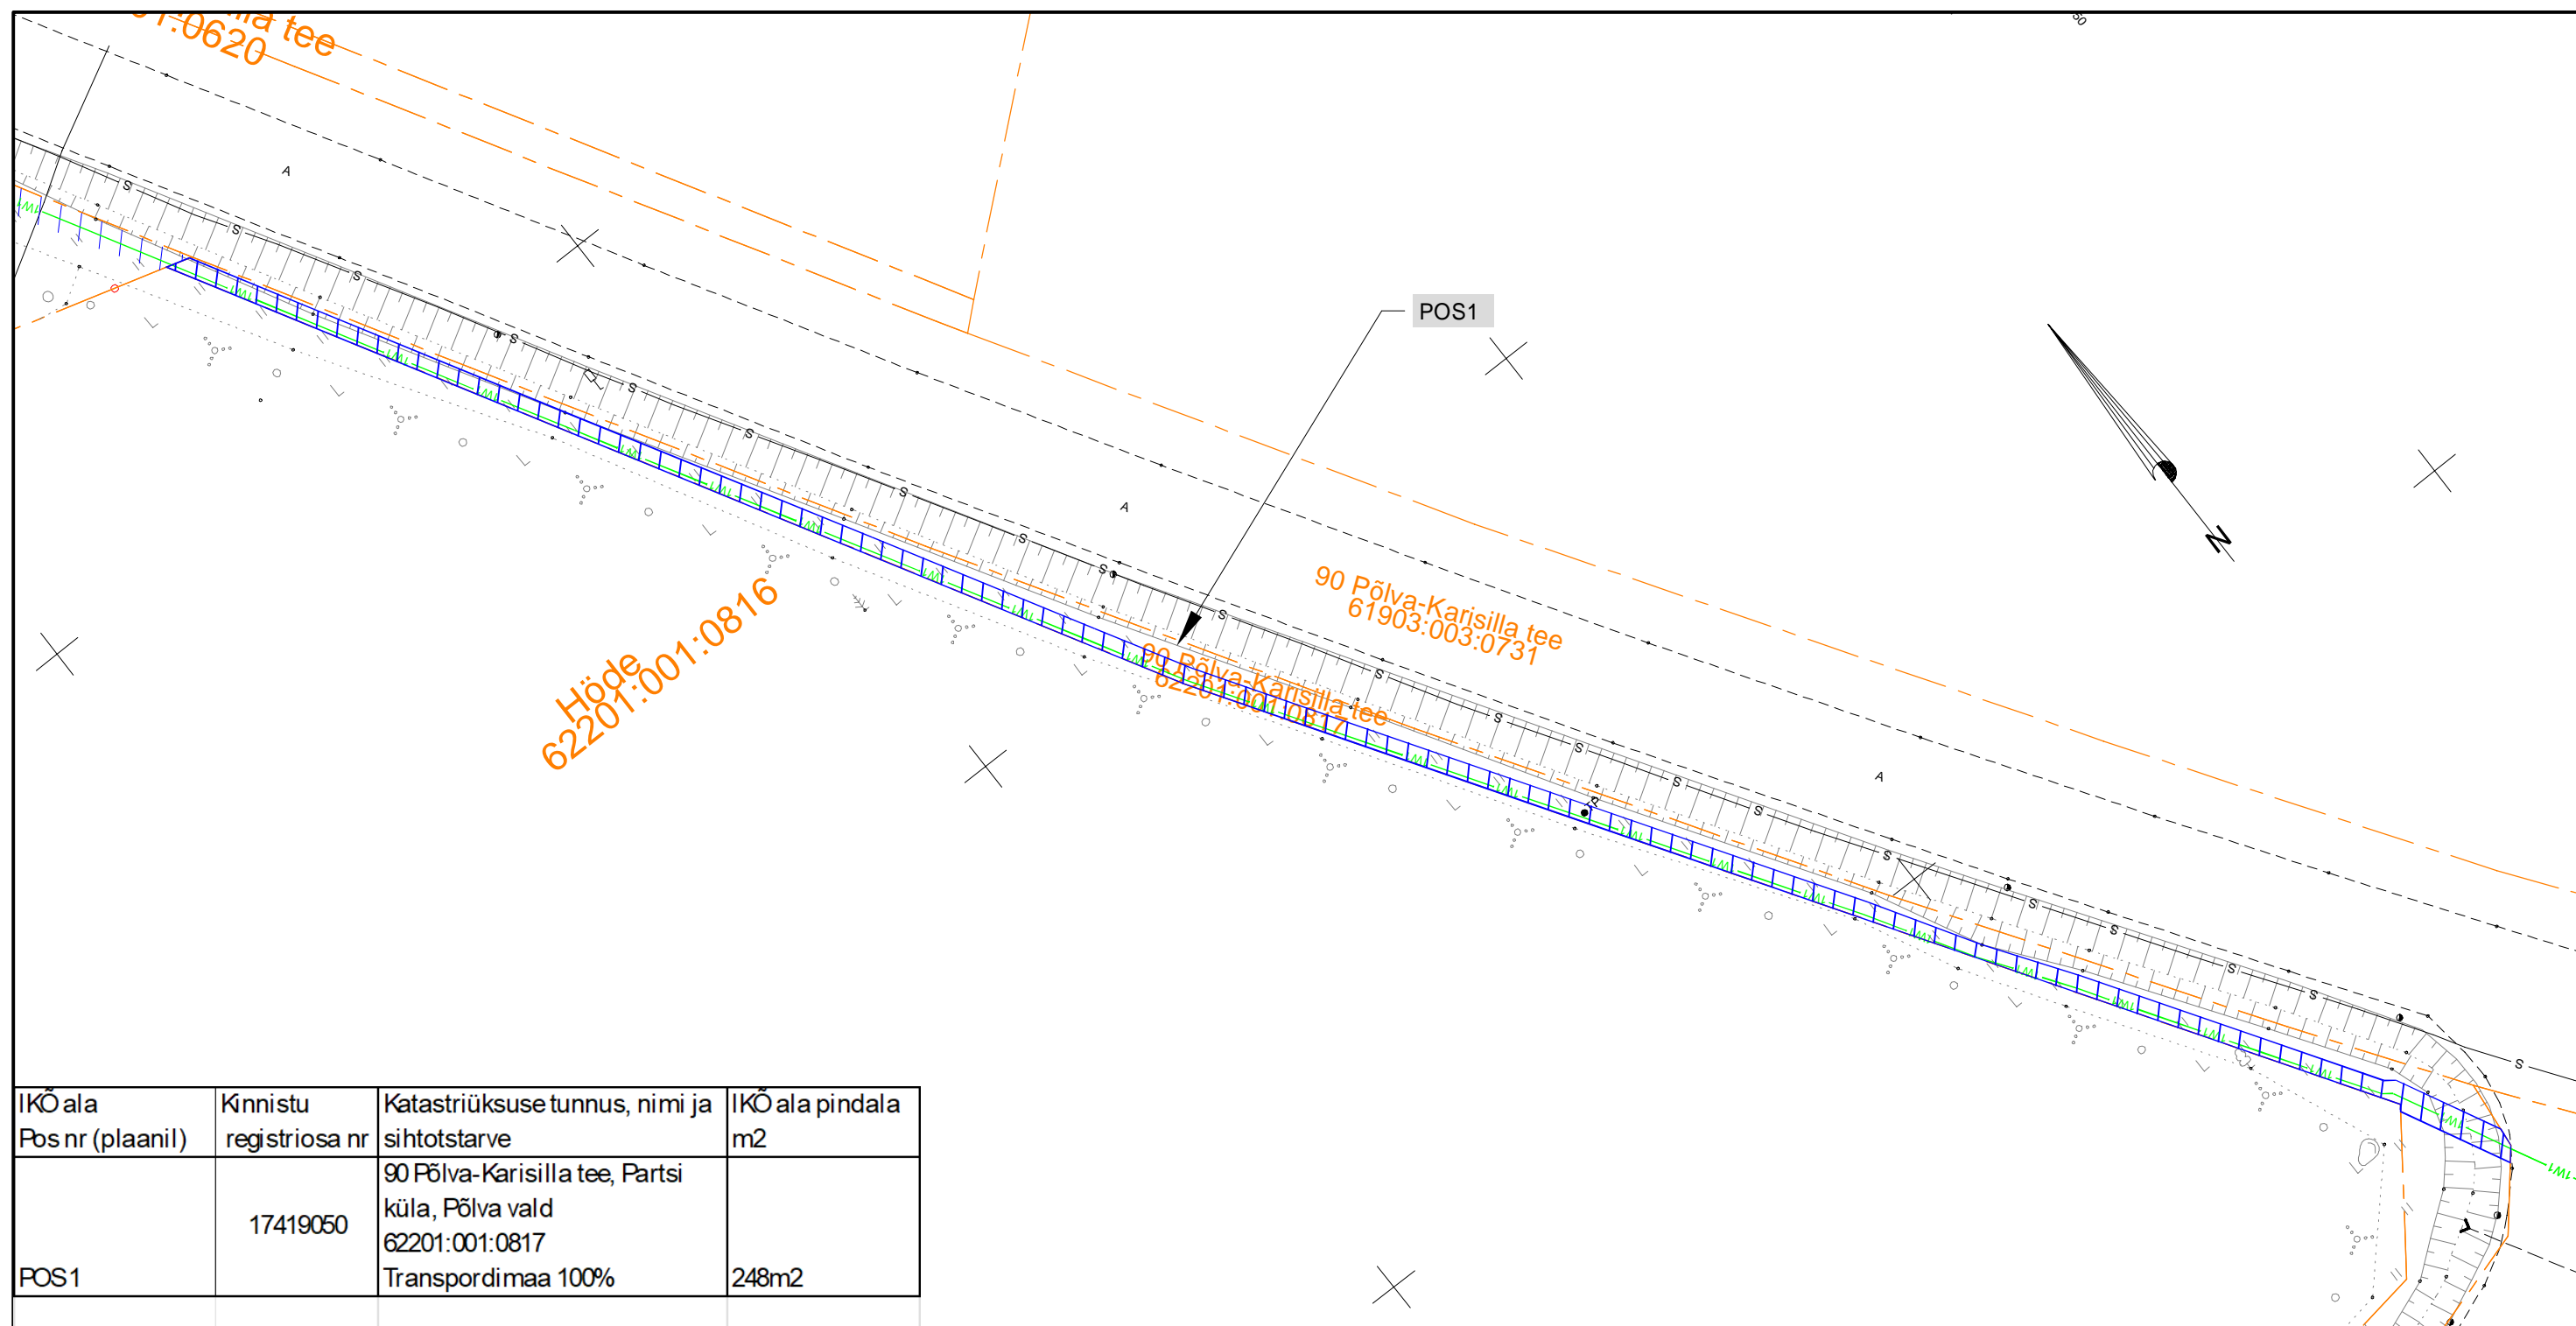 tee
:0620
50
A
POS1
A
90 Põlva-Karisilla tee
61903:003:0731
N
Höde
62201:001:0816
90 Põlva-Karisilla tee
62201:001:0817
A
IKÕ ala
Pos nr (plaanil)
Kinnistu
registriosa nr
Katastriüksuse tunnus, nimi ja
sihtotstarve
IKÕ ala pindala
m2
POS1
17419050
90 Põlva-Karisilla tee, Partsi
küla, Põlva vald
62201:001:0817
Transpordimaa 100%
248m2